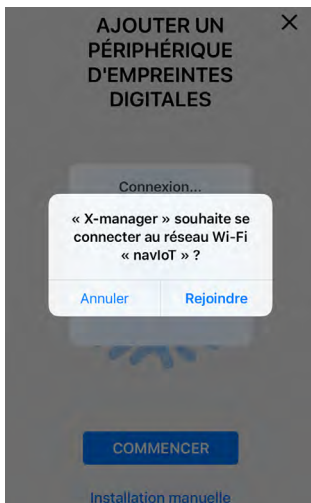 AJOUTER UN
PÉRIPHÉRIQUE
D'EMPREINTES
DIGITALES
Connexion...
« X-manager » souhaite se
connecter au réseau Wi-Fi
« navIoT » ?
Annuler
Rejoindre
COMMENCER
Installation manuelle